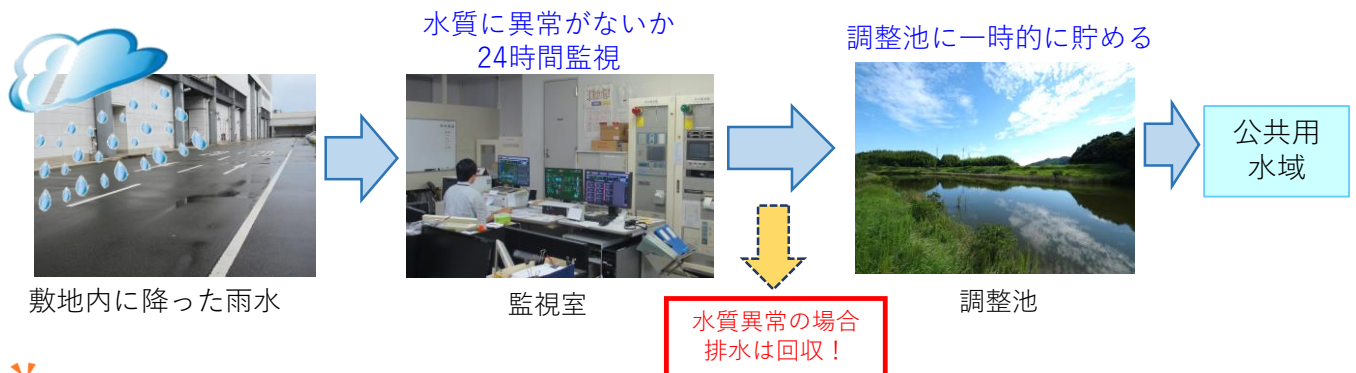 水質に異常がないか
24時間監視
調整池に一時的に貯める
公共用
水域
敷地内に降った雨水
監視室
調整池
水質異常の場合
排水は回収！